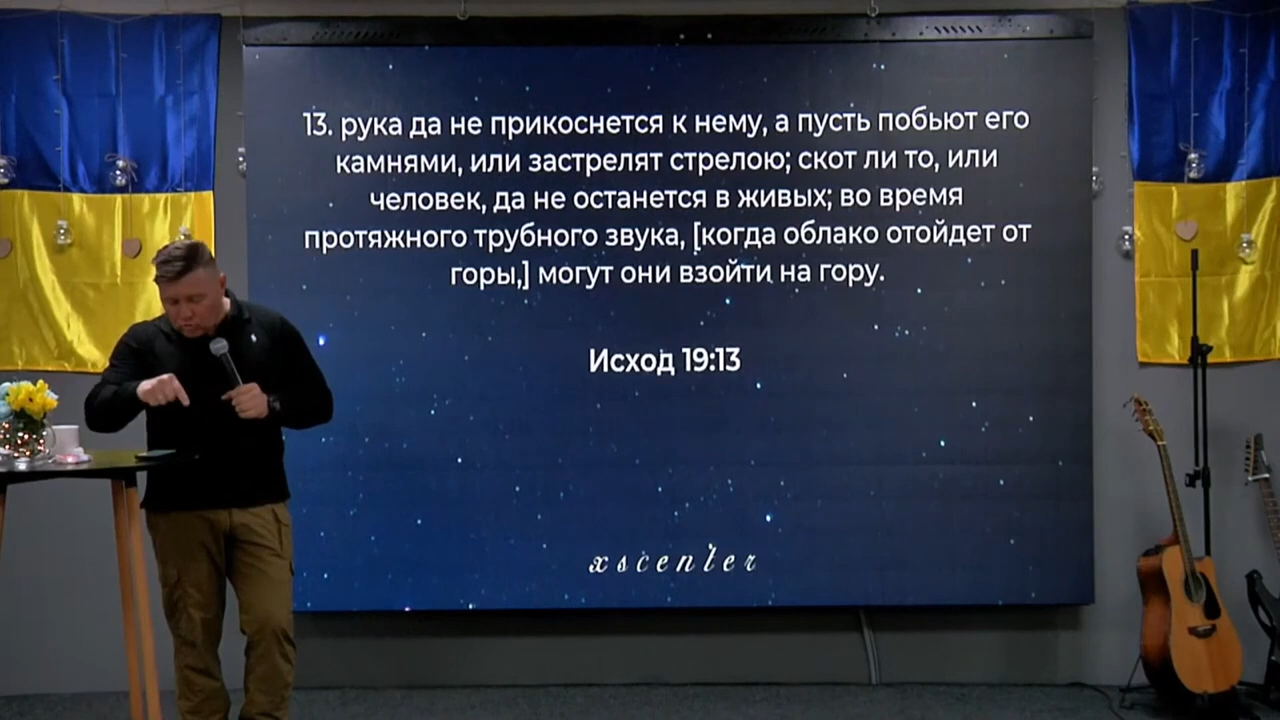 13. рука да не прикоснется к нему, а пусть побьют его
камнями, или застрелят стрелою; скот ли то, или
человек, да не останется в живых; во время
протяжного трубного звука, [когда облако отойдет от
горы,] могут они взойти на гору.
Исход 19:13
xscenter